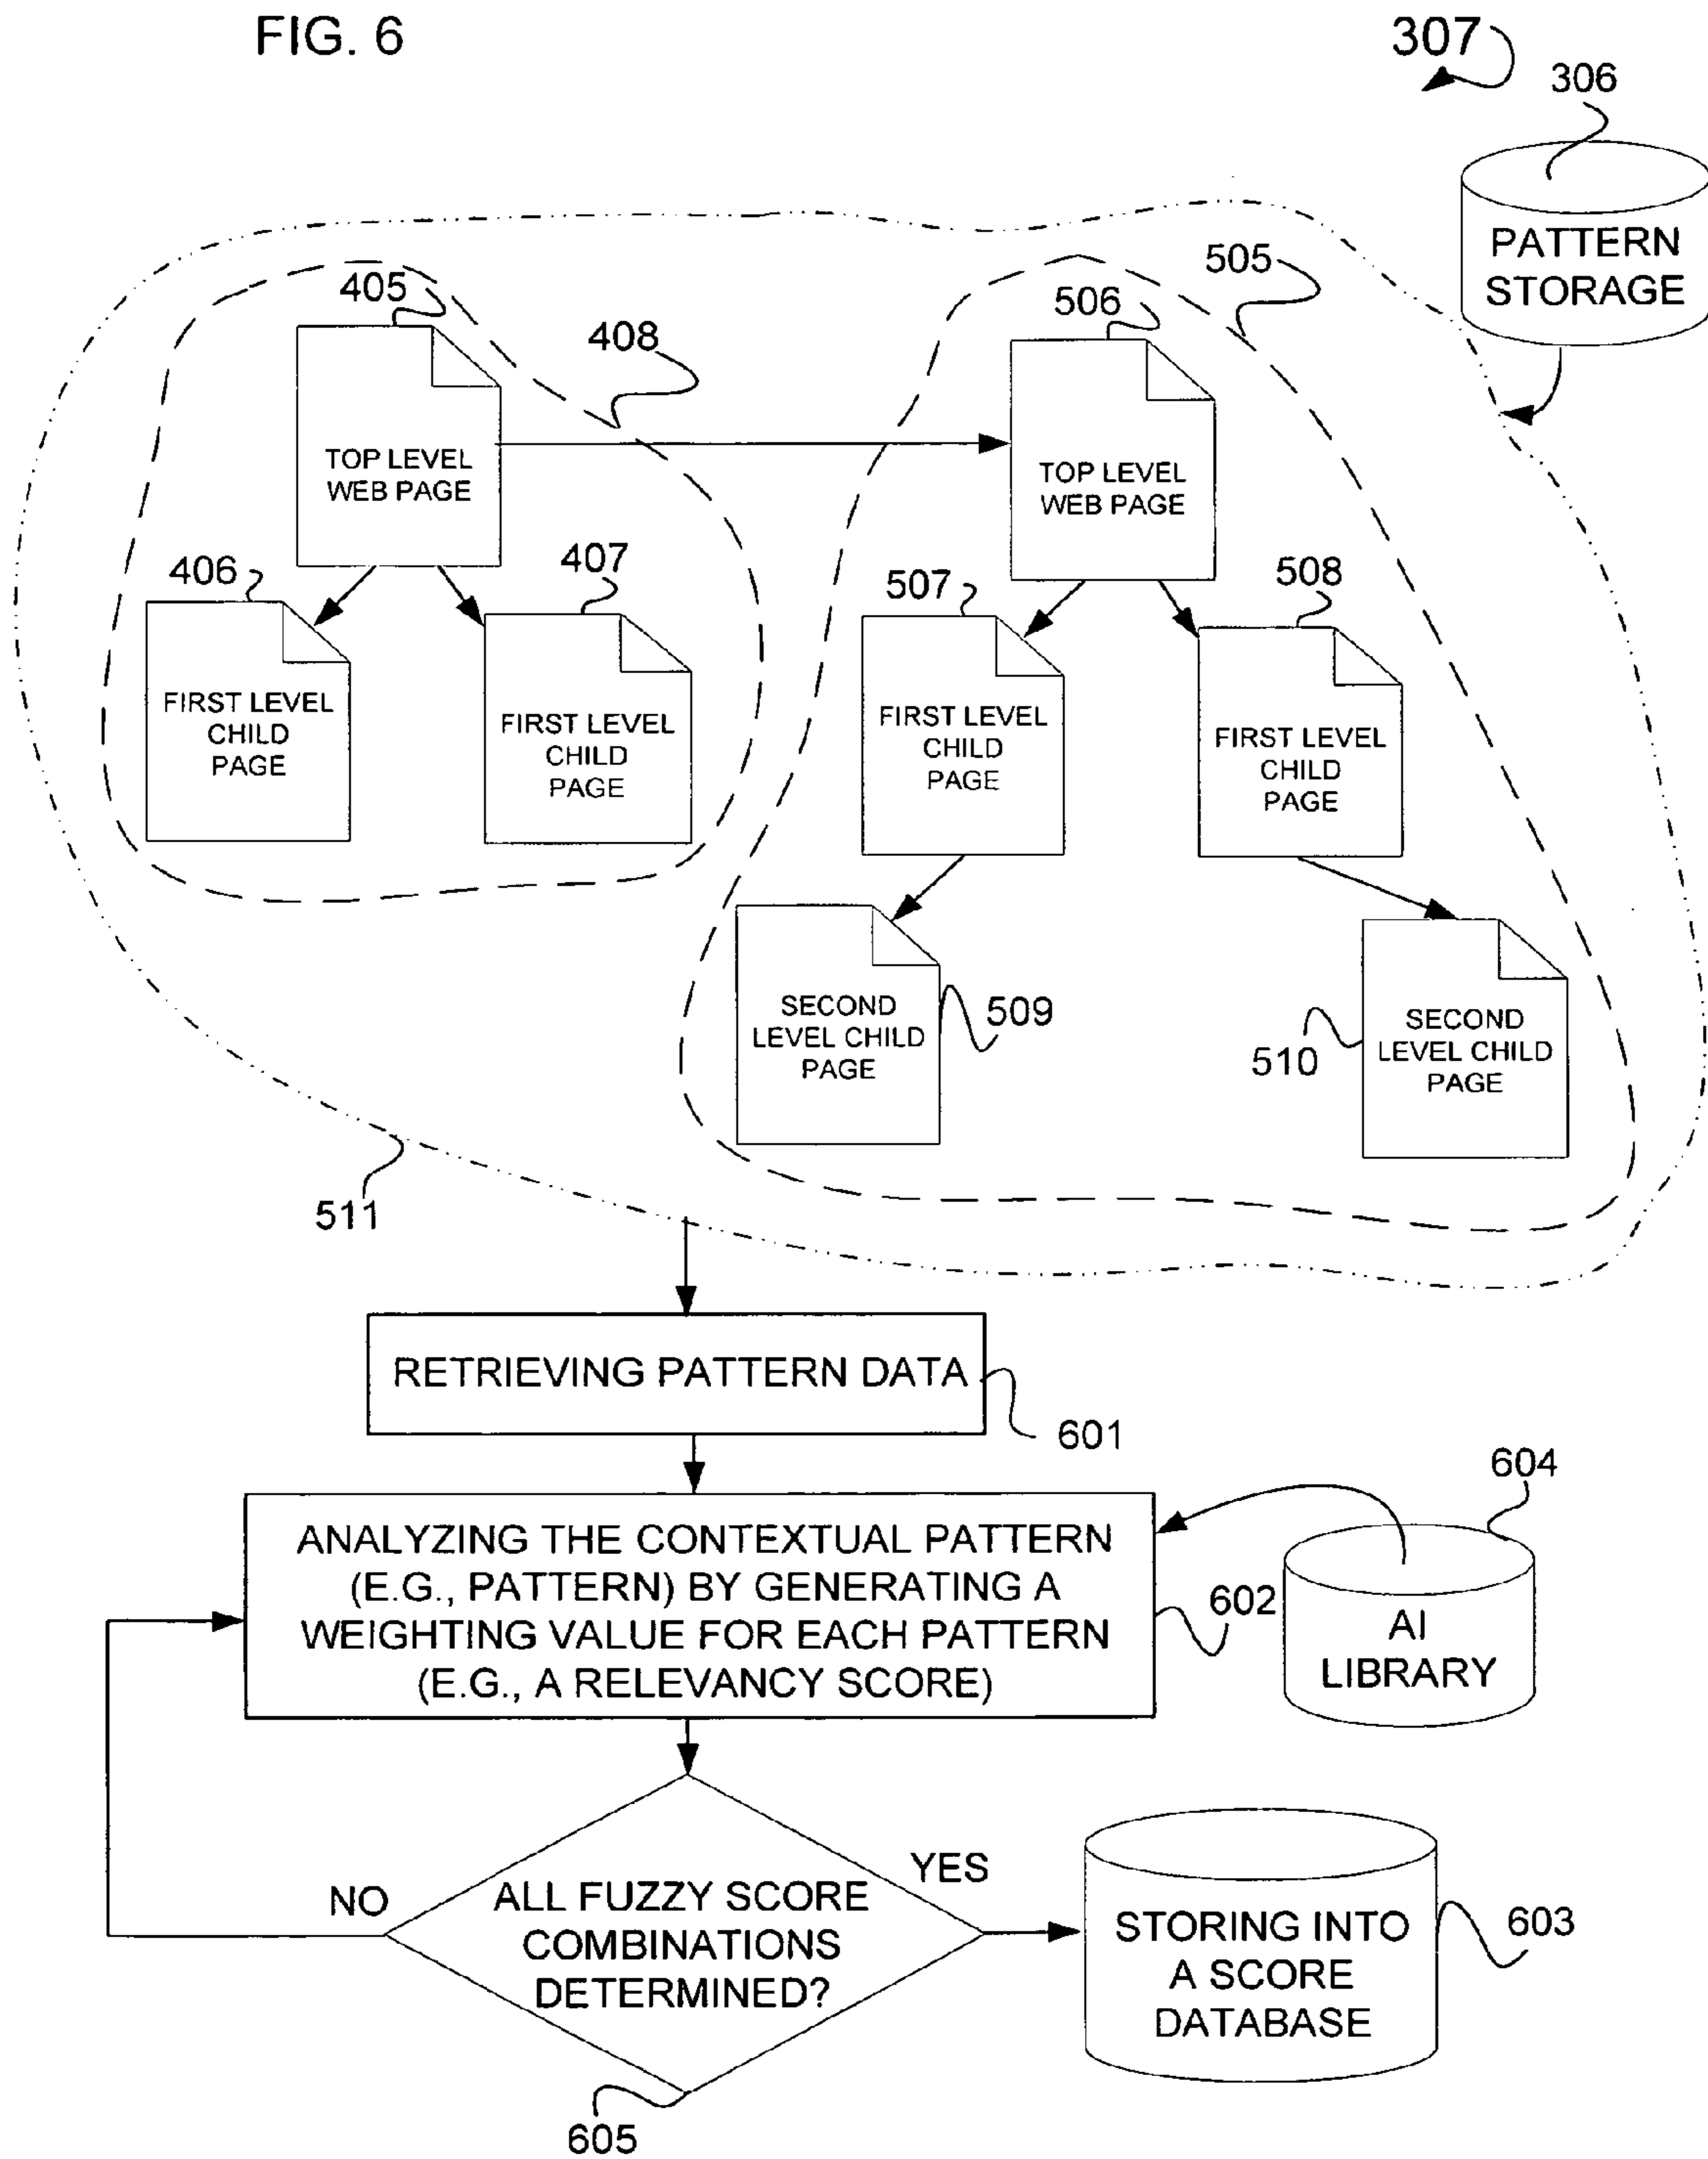 FIG. 6
307
306
PATTERN
STORAGE
405
408
506
505
TOP LEVEL
WEB PAGE
TOP LEVEL
WEB PAGE
406
407
507
508
FIRST LEVEL
CHILD
PAGE
FIRST LEVEL
CHILD
PAGE
FIRST LEVEL
CHILD
PAGE
FIRST LEVEL
CHILD
PAGE
SECOND
LEVEL CHILD
PAGE
509
510
SECOND
LEVEL CHILD
PAGE
511
RETRIEVING PATTERN DATA
601
604
ANALYZING THE CONTEXTUAL PATTERN
(E.G., PATTERN) BY GENERATING A
WEIGHTING VALUE FOR EACH PATTERN
(E.G., A RELEVANCY SCORE)
602
AI
LIBRARY
NO
YES
ALL FUZZY SCORE
COMBINATIONS
DETERMINED?
STORING INTO
A SCORE
DATABASE
603
605